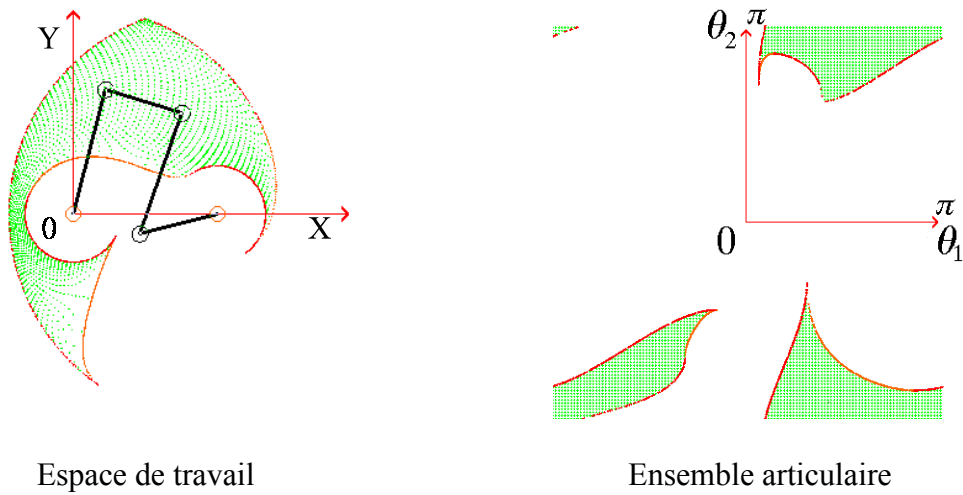 Y
0
X
θ₂ π
0
π
θ₁
Espace de travail
Ensemble articulaire